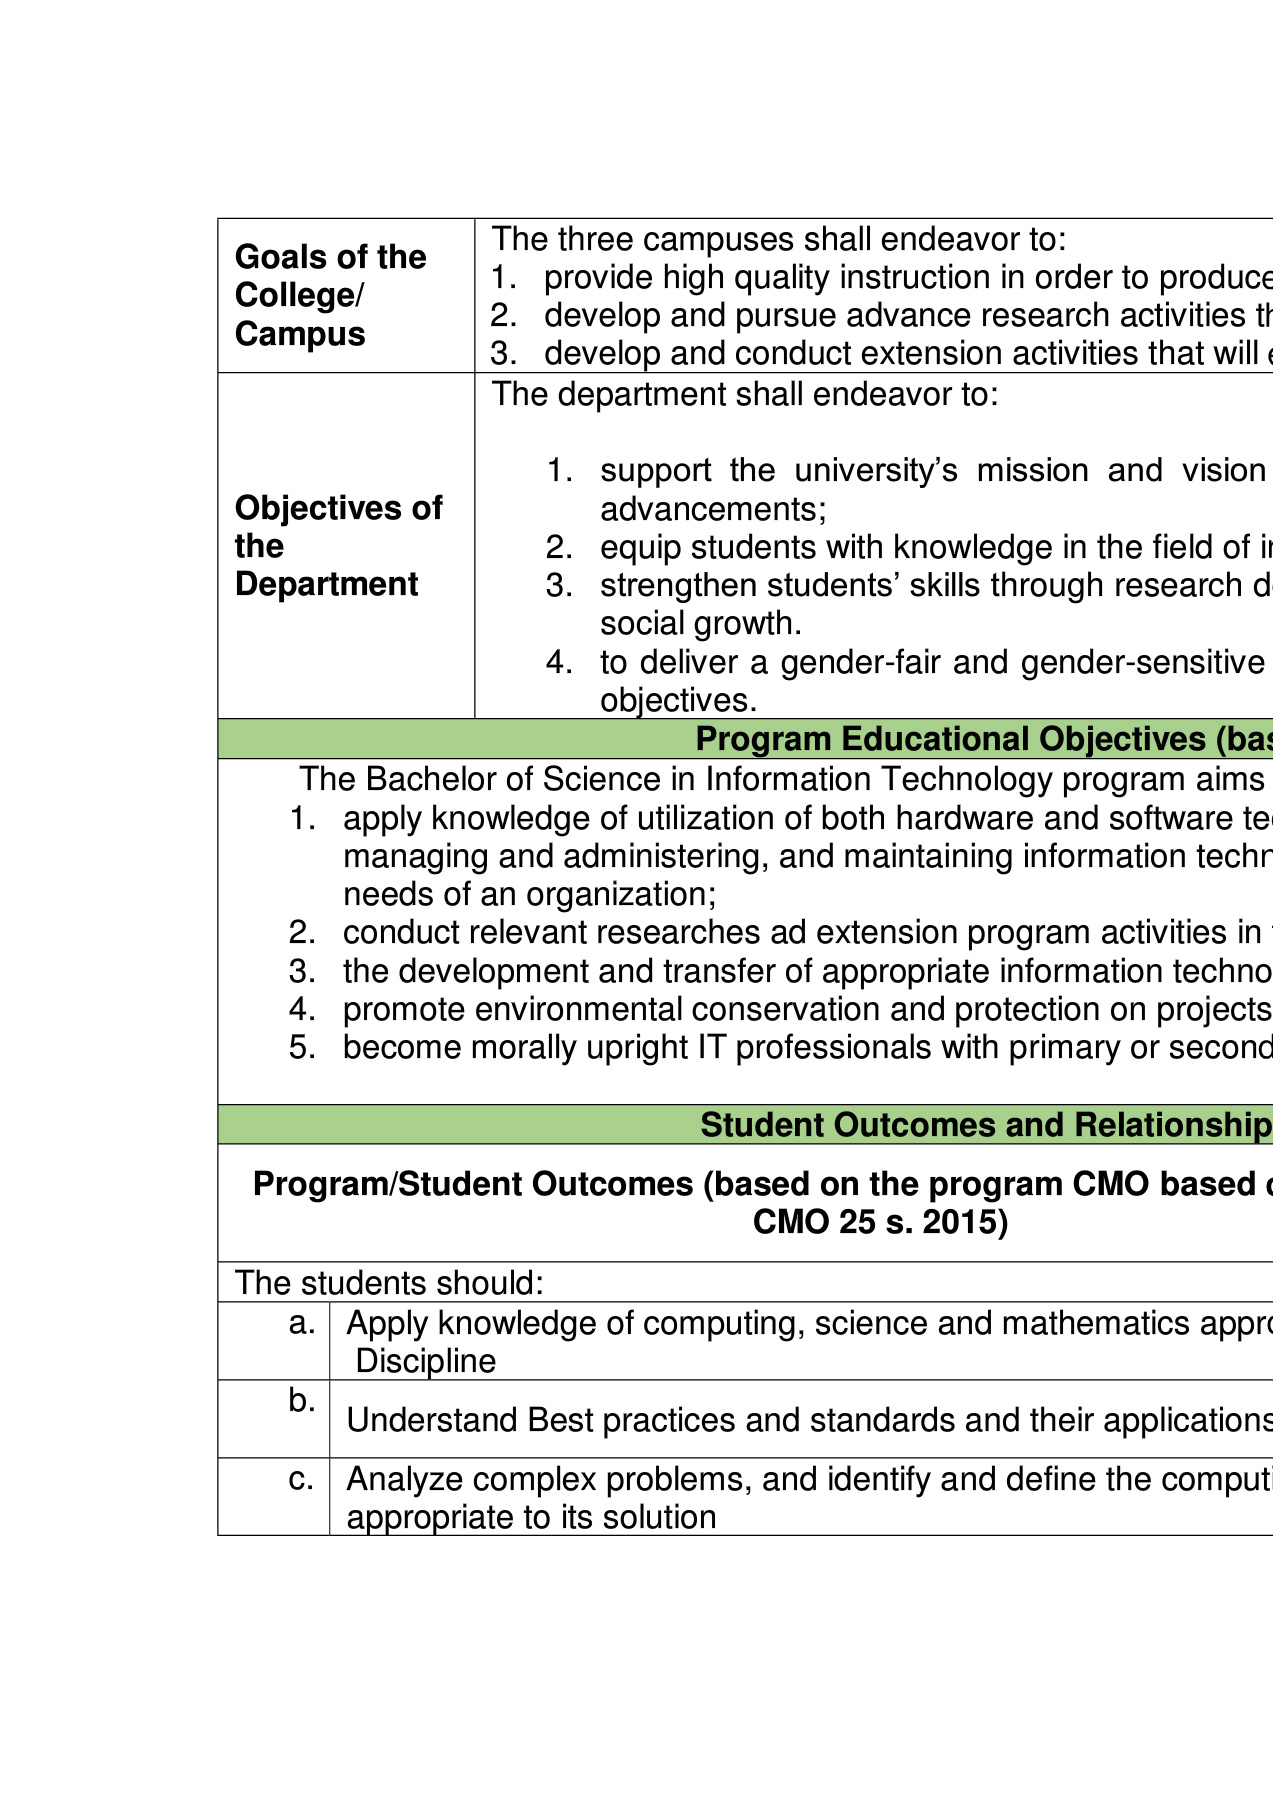 Goals of the
College/
Campus
The three campuses shall endeavor to:
1. provide high quality instruction in order to produce
2. develop and pursue advance research activities
3. develop and conduct extension activities that will
Objectives of
the
Department
The department shall endeavor to:
1. support the university’s mission and vision
advancements;
2. equip students with knowledge in the field of
3. strengthen students’ skills through research
social growth.
4. to deliver a gender-fair and gender-sensitive
objectives.
Program Educational Objectives
The Bachelor of Science in Information Technology program aims
1. apply knowledge of utilization of both hardware and software
managing and administering, and maintaining information
needs of an organization;
2. conduct relevant researches ad extension program activities in
3. the development and transfer of appropriate information
4. promote environmental conservation and protection on projects
5. become morally upright IT professionals with primary or
Student Outcomes and Relationship
Program/Student Outcomes (based on the program CMO based
CMO 25 s. 2015)
The students should:
a. Apply knowledge of computing, science and mathematics
Discipline
b.
Understand Best practices and standards and their applications
c. Analyze complex problems, and identify and define the
appropriate to its solution